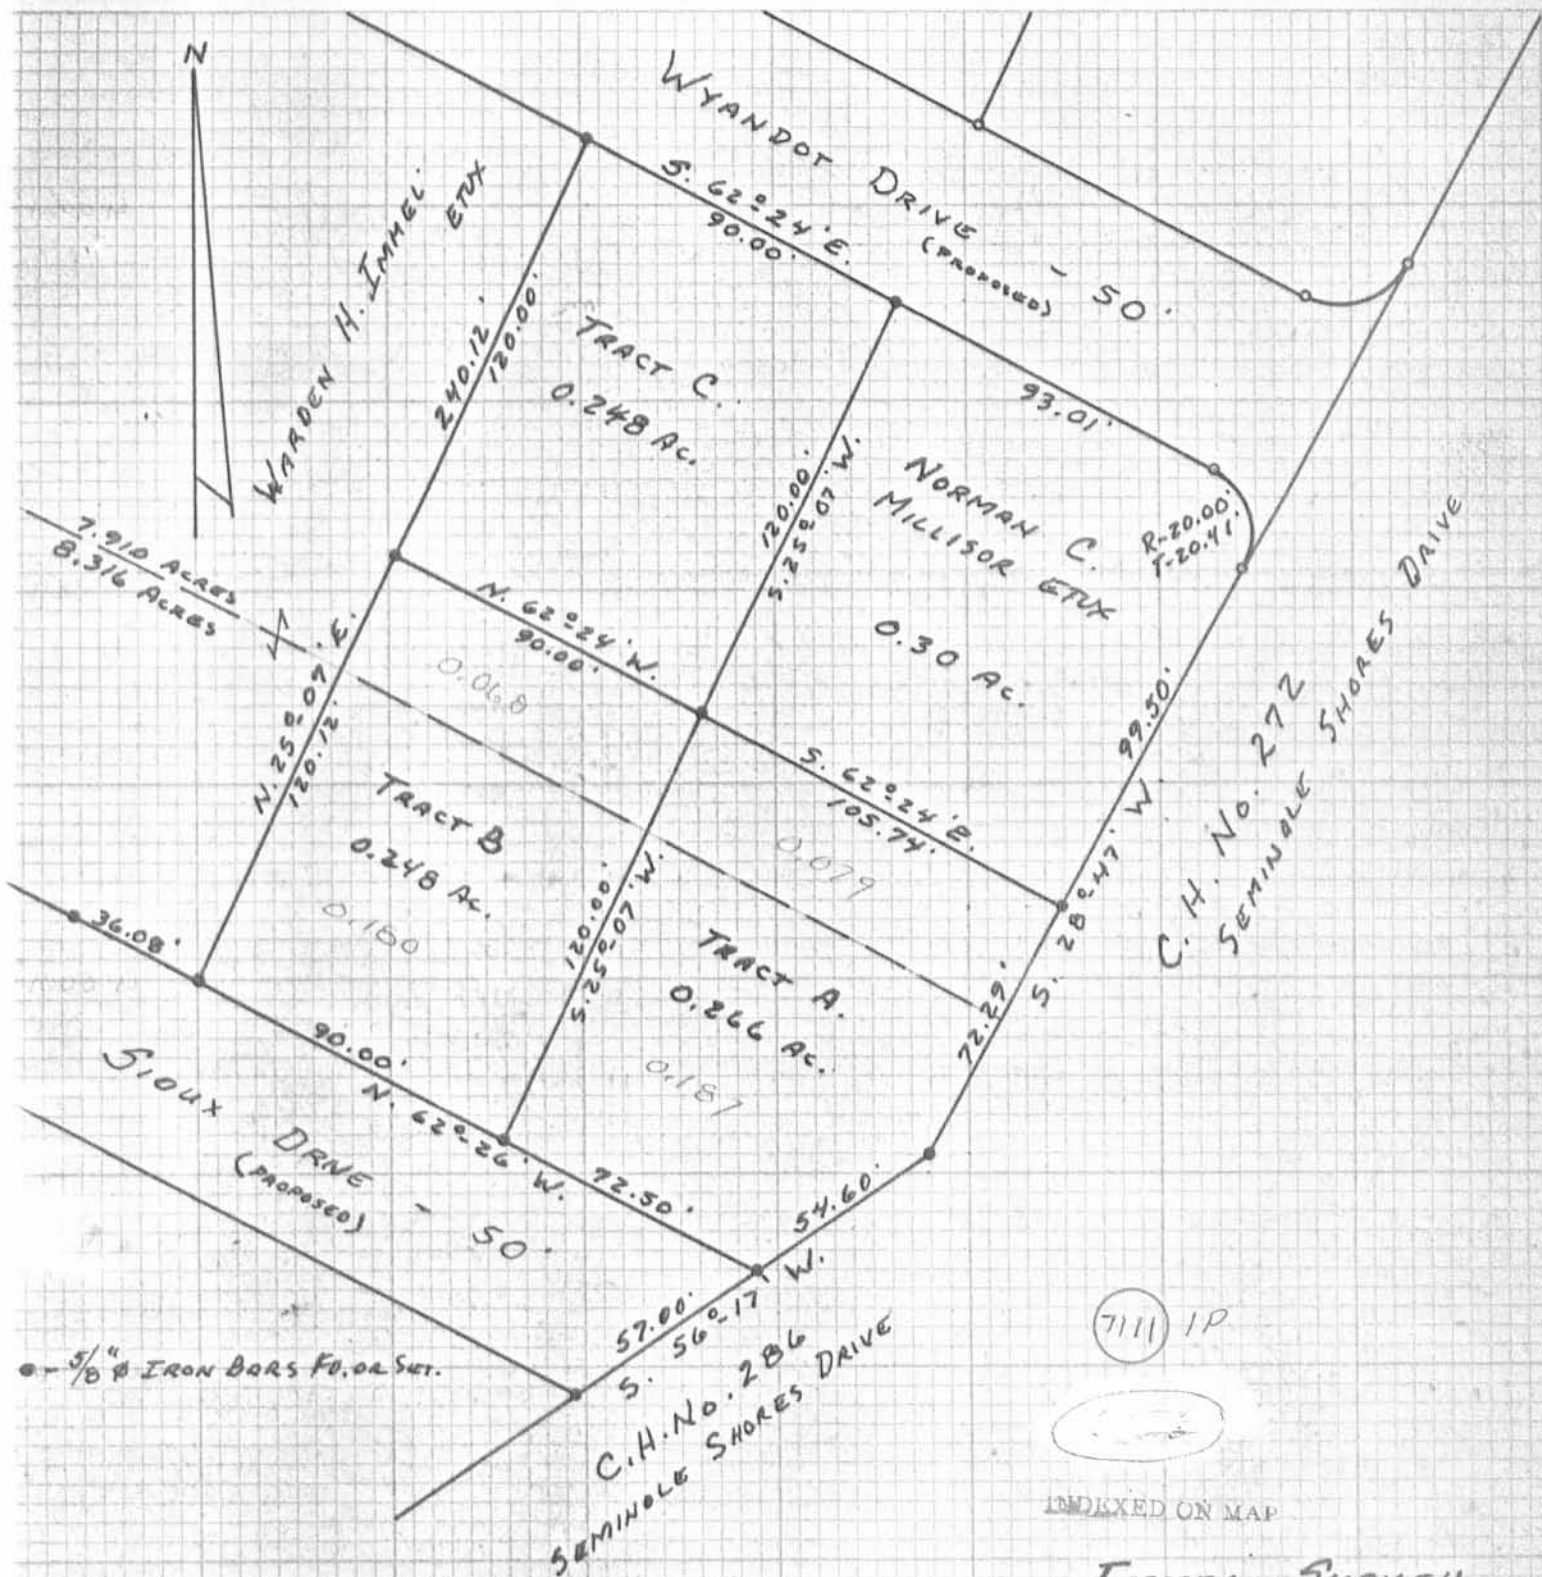 N
WYANDOT DRIVE - 50'
(PROPOSED)
WARDEN H. IMMEL
ETUX
S. 62°-24' E.
90.00'
240.12'
120.00'
TRACT C.
0.248 AC.
93.01'
120.00'
S. 25°-07' W.
NORMAN C.
MILLISOR ETUX
0.30 AC.
R-20.00'
T-20.41'
7.910 ACRES
8.316 ACRES
N. 62°-24' W.
90.00'
0.068
N. 25°-07' E.
120.12'
99.50'
S. 28°-47' W.
C. H. No. 272
SEMINOLE SHORES DRIVE
TRACT B
0.248 AC.
0.180
S. 62°-24' E.
105.74'
0.079
36.08'
120.00'
S. 25°-07' W.
TRACT A.
0.266 AC.
0.187
72.29'
90.00'
N. 62°-26' W.
72.50'
SIOUX DRIVE - 50'
(PROPOSED)
54.60'
57.00'
S. 56°-17' W.
C. H. No. 286
SEMINOLE SHORES DRIVE
●- 5/8"ø IRON BARS FD. OR SET.
7111 1P
INDEXED ON MAP
SURVEY